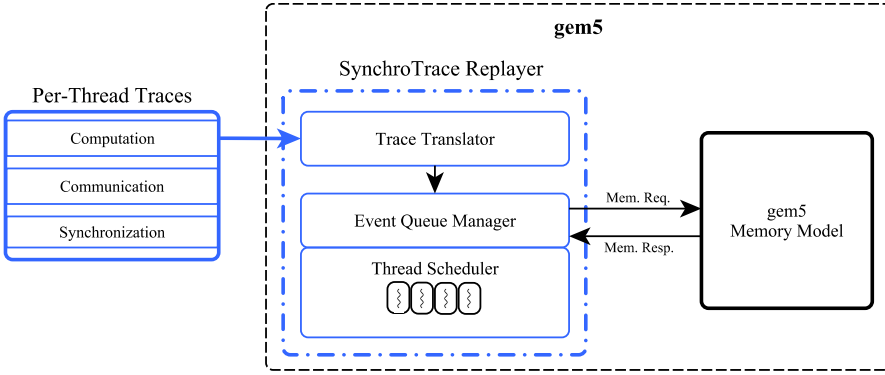 gem5
SynchroTrace Replayer
Per-Thread Traces
Computation
Communication
Synchronization
Trace Translator
Event Queue Manager
Thread Scheduler
Mem. Req.
Mem. Resp.
gem5
Memory Model